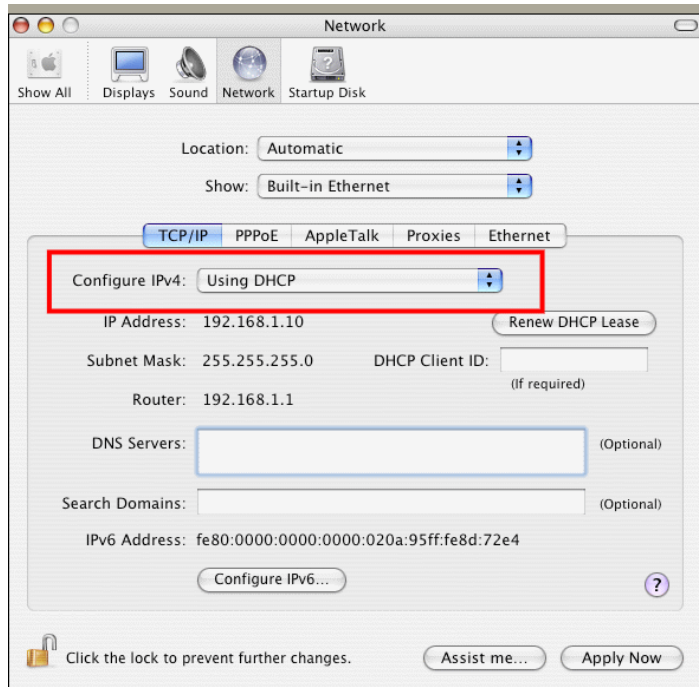 Network
Show All Displays Sound Network Startup Disk
Location: Automatic
Show: Built-in Ethernet
TCP/IP PPPoE AppleTalk Proxies Ethernet
Configure IPv4: Using DHCP
IP Address: 192.168.1.10 Renew DHCP Lease
Subnet Mask: 255.255.255.0 DHCP Client ID:
(If required)
Router: 192.168.1.1
DNS Servers: (Optional)
Search Domains: (Optional)
IPv6 Address: fe80:0000:0000:0000:020a:95ff:fe8d:72e4
Configure IPv6... ?
Click the lock to prevent further changes. Assist me... Apply Now